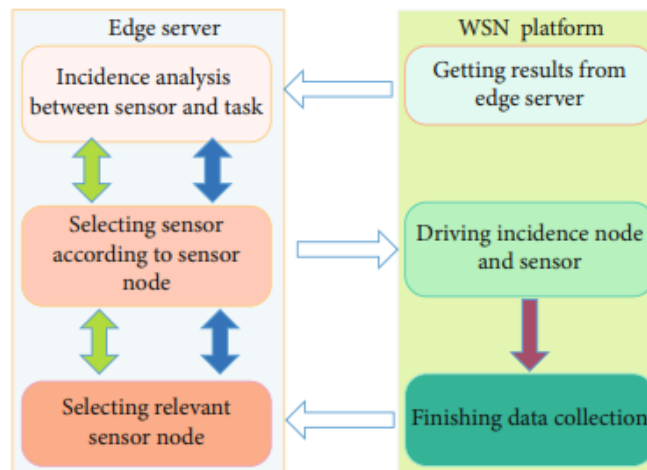 Edge server
Incidence analysis
between sensor and task
Selecting sensor
according to sensor
node
Selecting relevant
sensor node
WSN platform
Getting results from
edge server
Driving incidence node
and sensor
Finishing data collection